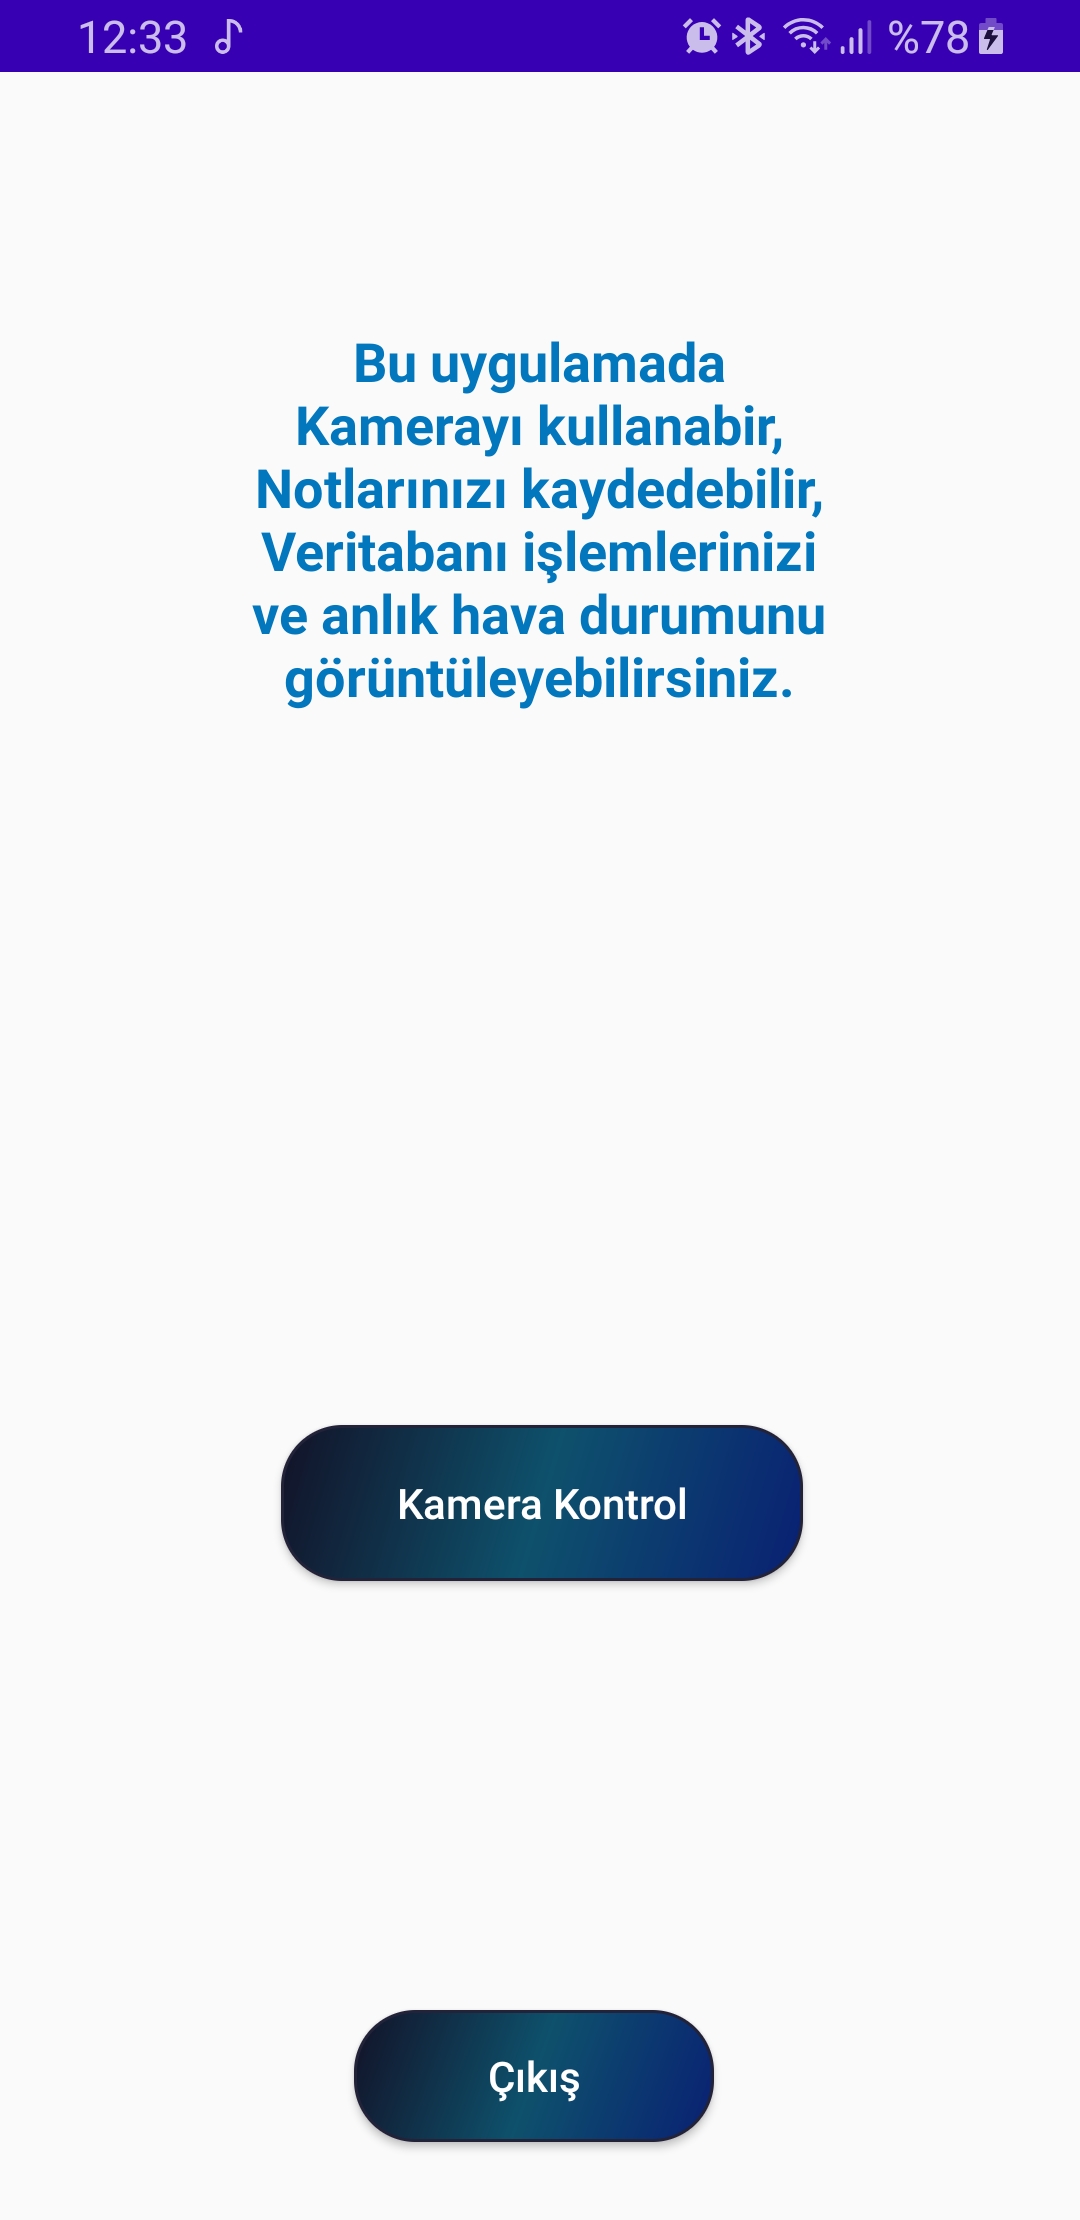 12:33 %78
Bu uygulamada
Kamerayı kullanabir,
Notlarınızı kaydedebilir,
Veritabanı işlemlerinizi
ve anlık hava durumunu
görüntüleyebilirsiniz.
Kamera Kontrol
Çıkış